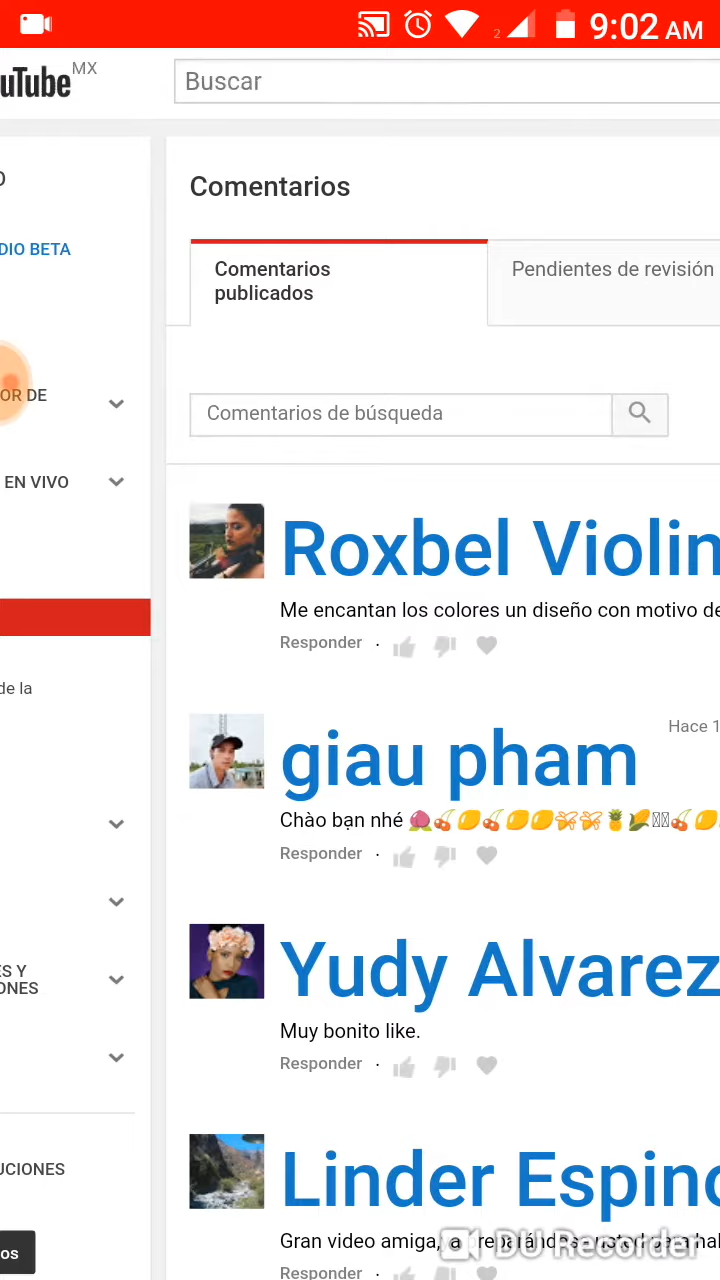 2 9:02 AM
uTube MX
Buscar
O
DIO BETA
OR DE
EN VIVO
de la
ES Y
ONES
UCIONES
os
Comentarios
Comentarios
publicados
Pendientes de revisión
Comentarios de búsqueda
Roxbel Violin
Me encantan los colores un diseño con motivo de
Responder ·
giau pham
Hace 1
Chào bạn nhé 🍑🍒🍋🍒🍋🍋🍤🍤🍍🌽🍒🍋
Responder ·
Yudy Alvarez
Muy bonito like.
Responder ·
Linder Espino
Gran video amiga,
DU Recorder
Responder ·